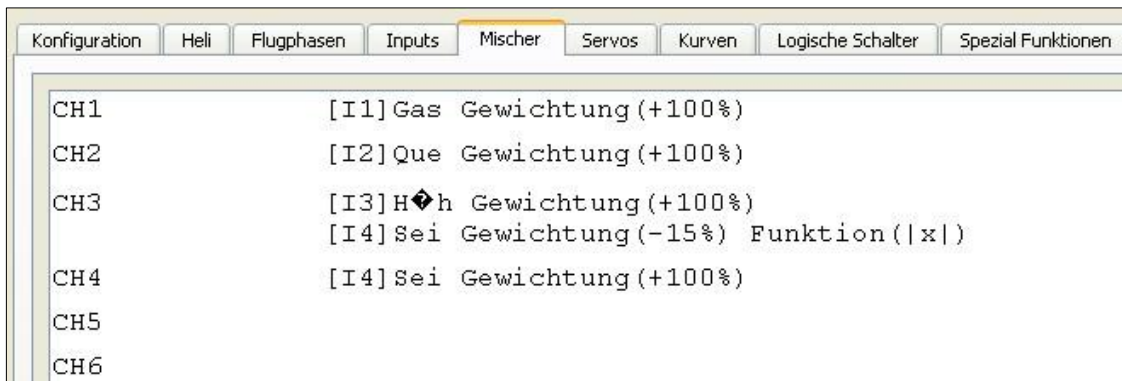 Konfiguration Heli Flugphasen Inputs Mischer Servos Kurven Logische Schalter Spezial Funktionen
CH1 [I1]Gas Gewichtung(+100%)
CH2 [I2]Que Gewichtung(+100%)
CH3 [I3]H�h Gewichtung(+100%)
[I4]Sei Gewichtung(-15%) Funktion(|x|)
CH4 [I4]Sei Gewichtung(+100%)
CH5
CH6